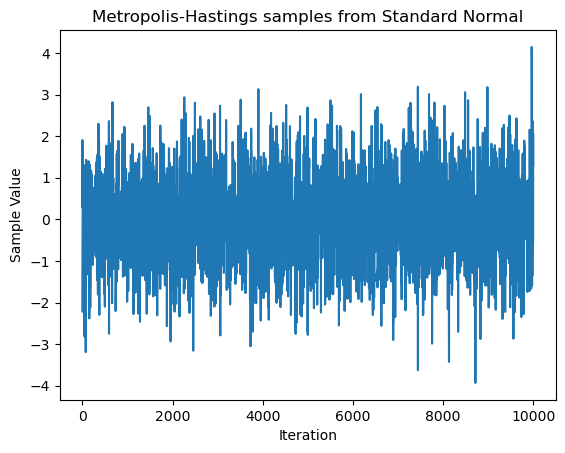 Metropolis-Hastings samples from Standard Normal
4
3
2
1
0
−1
−2
−3
−4
Sample Value
0 2000 4000 6000 8000 10000
Iteration